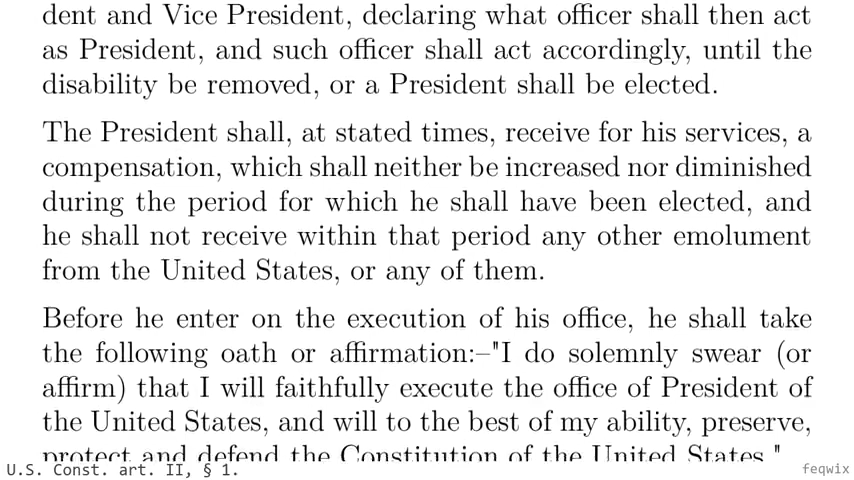 dent and Vice President, declaring what officer shall then act
as President, and such officer shall act accordingly, until the
disability be removed, or a President shall be elected.
The President shall, at stated times, receive for his services, a
compensation, which shall neither be increased nor diminished
during the period for which he shall have been elected, and
he shall not receive within that period any other emolument
from the United States, or any of them.
Before he enter on the execution of his office, he shall take
the following oath or affirmation:–"I do solemnly swear (or
affirm) that I will faithfully execute the office of President of
the United States, and will to the best of my ability, preserve,
protect and defend the Constitution of the United States."
U.S. Const. art. II, § 1.
feqwix